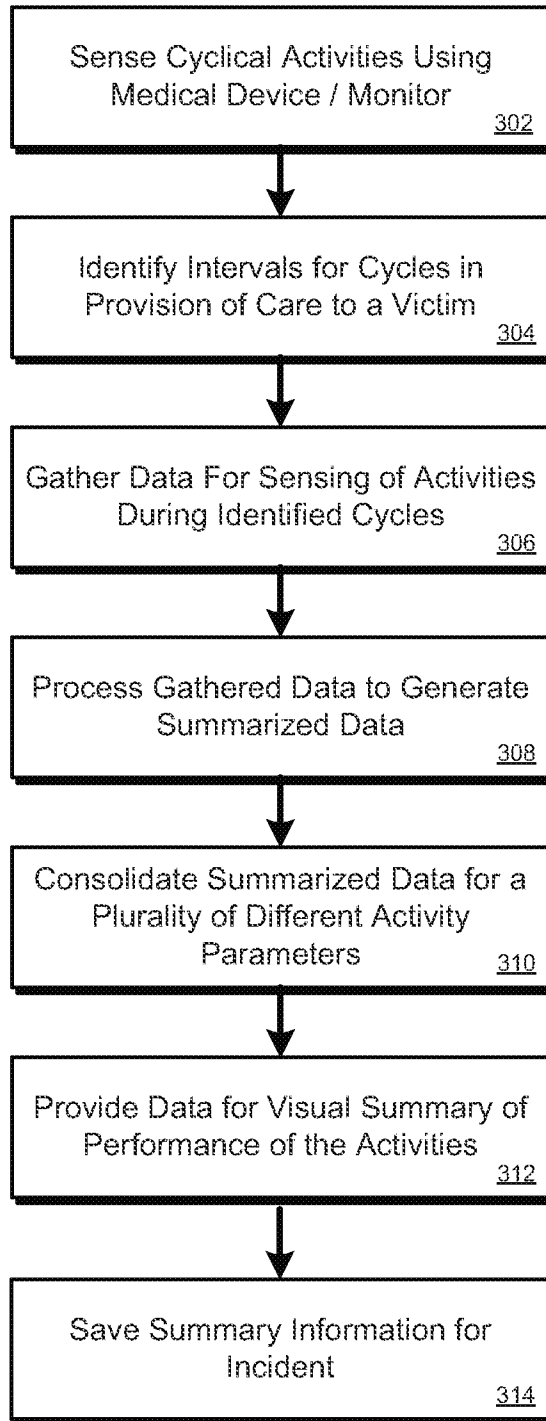 Sense Cyclical Activities Using
Medical Device / Monitor
302
Identify Intervals for Cycles in
Provision of Care to a Victim
304
Gather Data For Sensing of Activities
During Identified Cycles
306
Process Gathered Data to Generate
Summarized Data
308
Consolidate Summarized Data for a
Plurality of Different Activity
Parameters
310
Provide Data for Visual Summary of
Performance of the Activities
312
Save Summary Information for
Incident
314